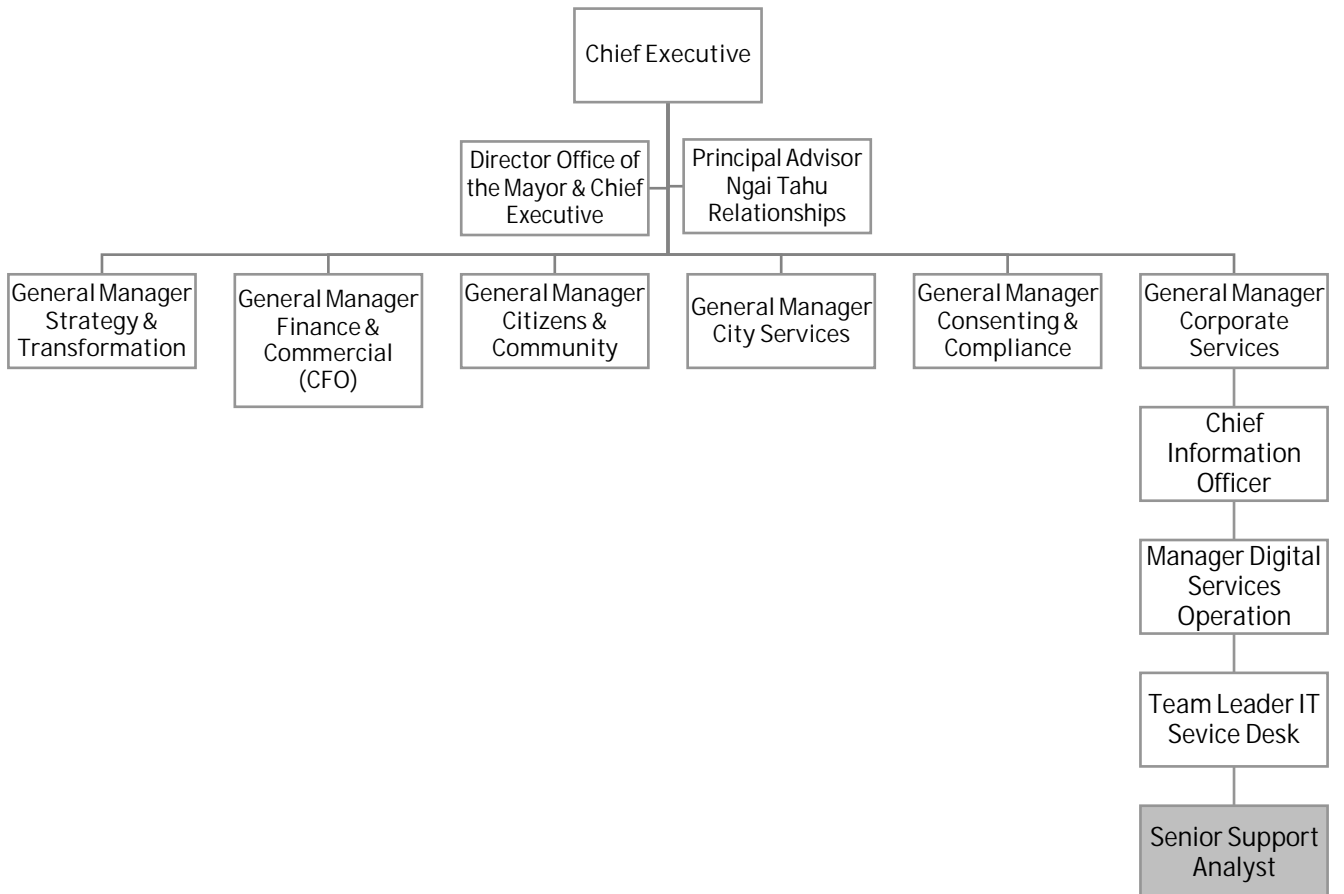 Chief Executive
Director Office of
the Mayor & Chief
Executive
Principal Advisor
Ngai Tahu
Relationships
General Manager
Strategy &
Transformation
General Manager
Finance &
Commercial
(CFO)
General Manager
Citizens &
Community
General Manager
City Services
General Manager
Consenting &
Compliance
General Manager
Corporate
Services
Chief
Information
Officer
Manager Digital
Services
Operation
Team Leader IT
Sevice Desk
Senior Support
Analyst